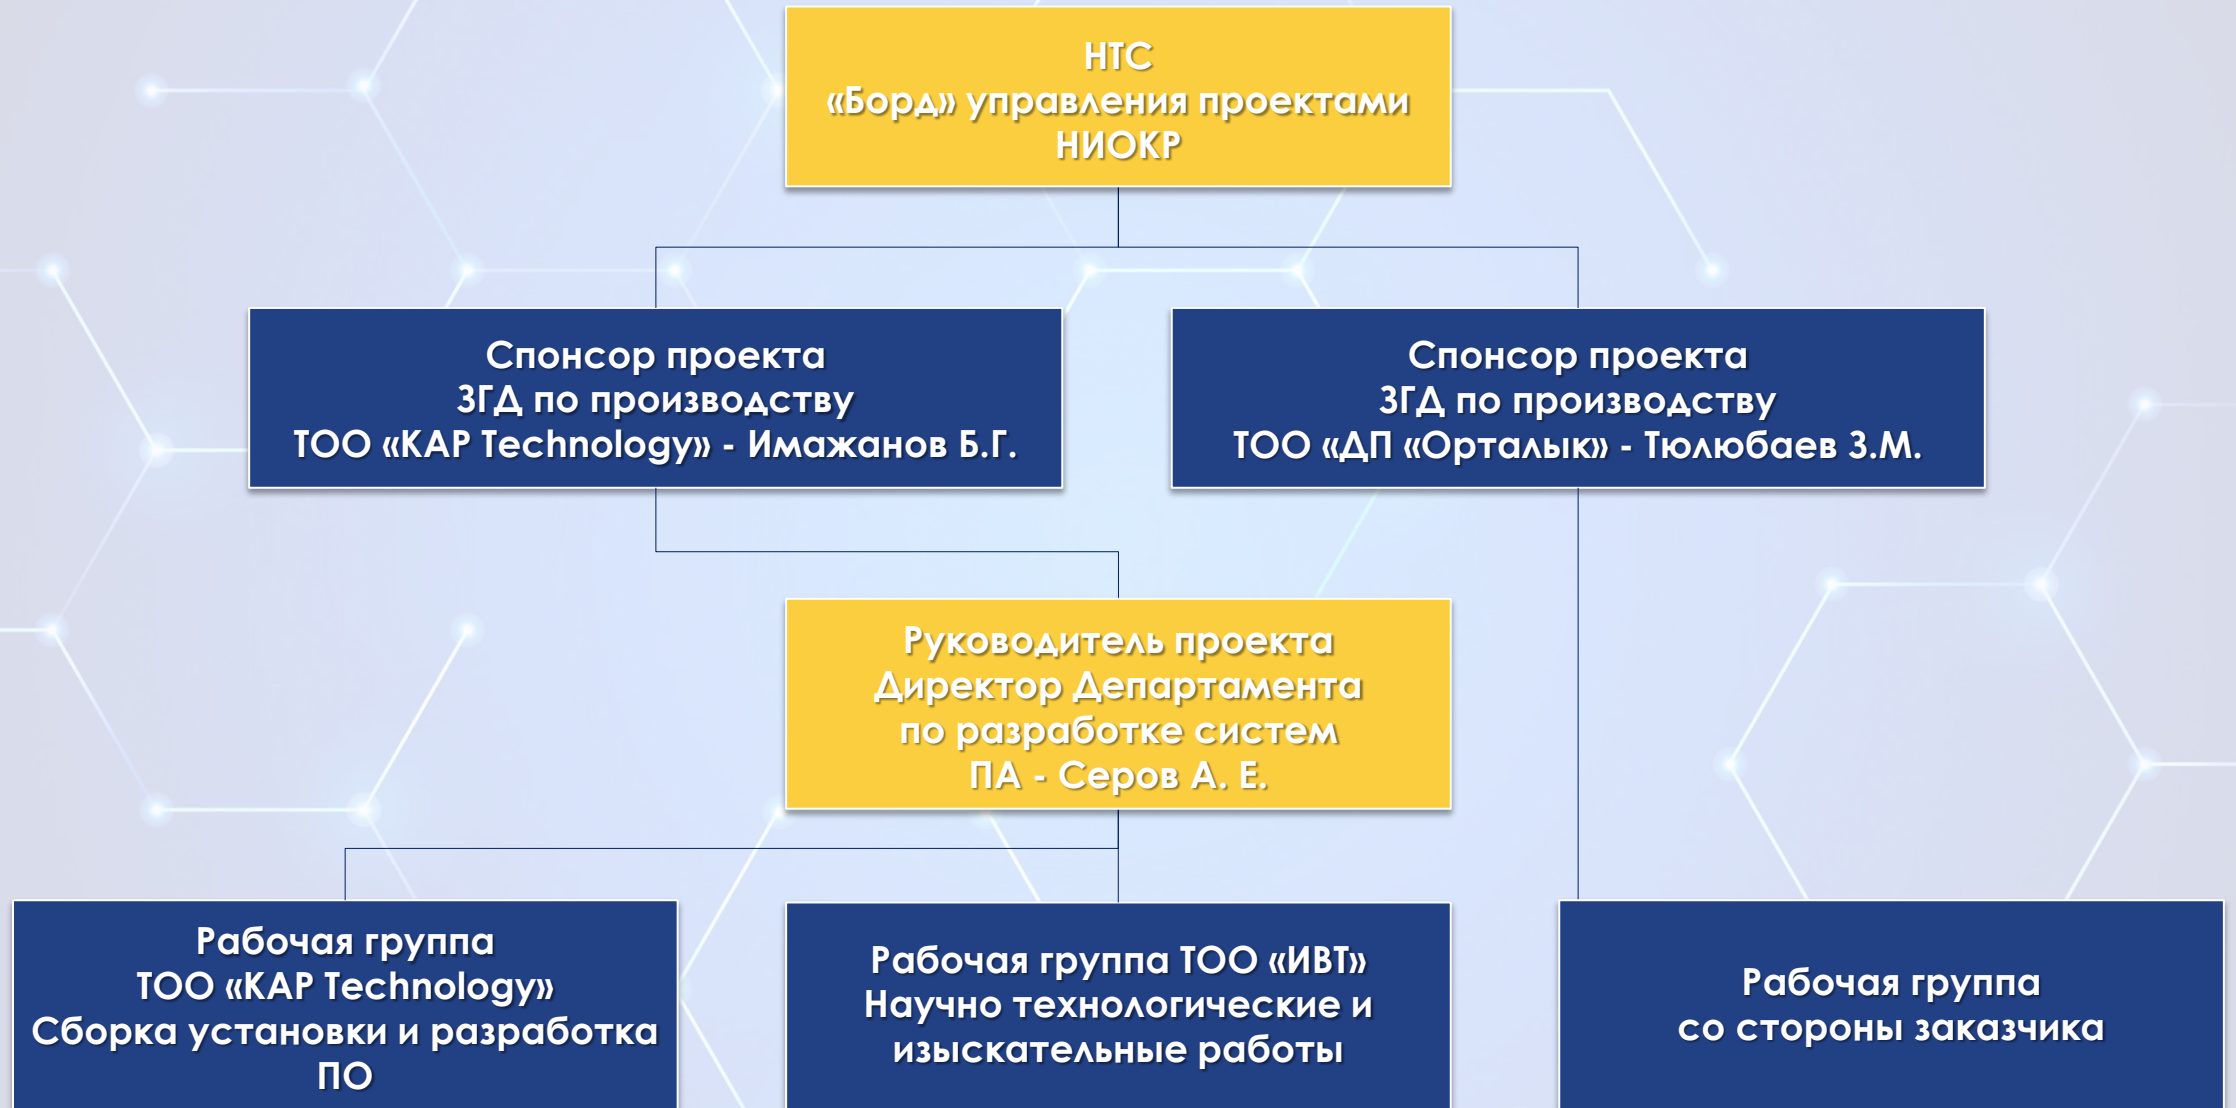 НТС
«Борд» управления проектами
НИОКР
Спонсор проекта
ЗГД по производству
ТОО «KAP Technology» - Имажанов Б.Г.
Спонсор проекта
ЗГД по производству
ТОО «ДП «Орталык» - Тюлюбаев З.М.
Руководитель проекта
Директор Департамента
по разработке систем
ПА - Серов А. Е.
Рабочая группа
ТОО «KAP Technology»
Сборка установки и разработка
ПО
Рабочая группа ТОО «ИВТ»
Научно технологические и
изыскательные работы
Рабочая группа
со стороны заказчика